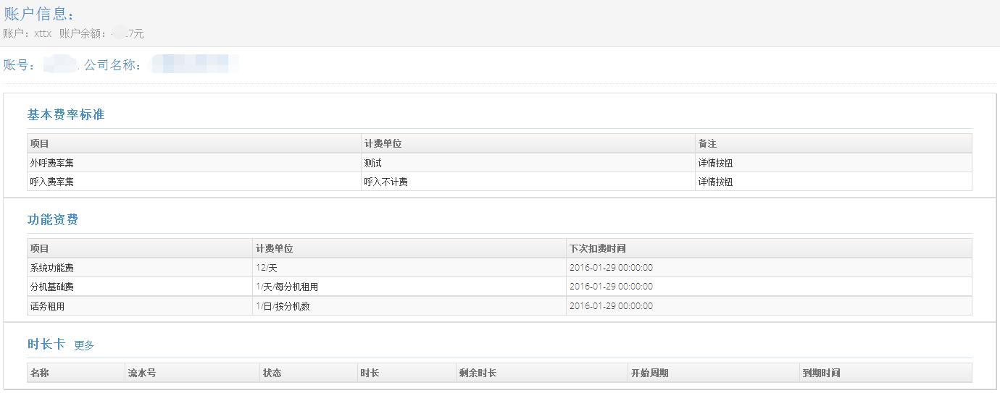 账户信息:
账户: xttx 账户余额: .7元
账号: 公司名称:
基本费率标准
项目 计费单位 备注
外呼费率集 测试 详情按钮
呼入费率集 呼入不计费 详情按钮
功能资费
项目 计费单位 下次扣费时间
系统功能费 12/天 2016-01-29 00:00:00
分机基础费 1/天/每分机租用 2016-01-29 00:00:00
话务租用 1/日/按分机数 2016-01-29 00:00:00
时长卡 更多
名称 流水号 状态 时长 剩余时长 开始周期 到期时间